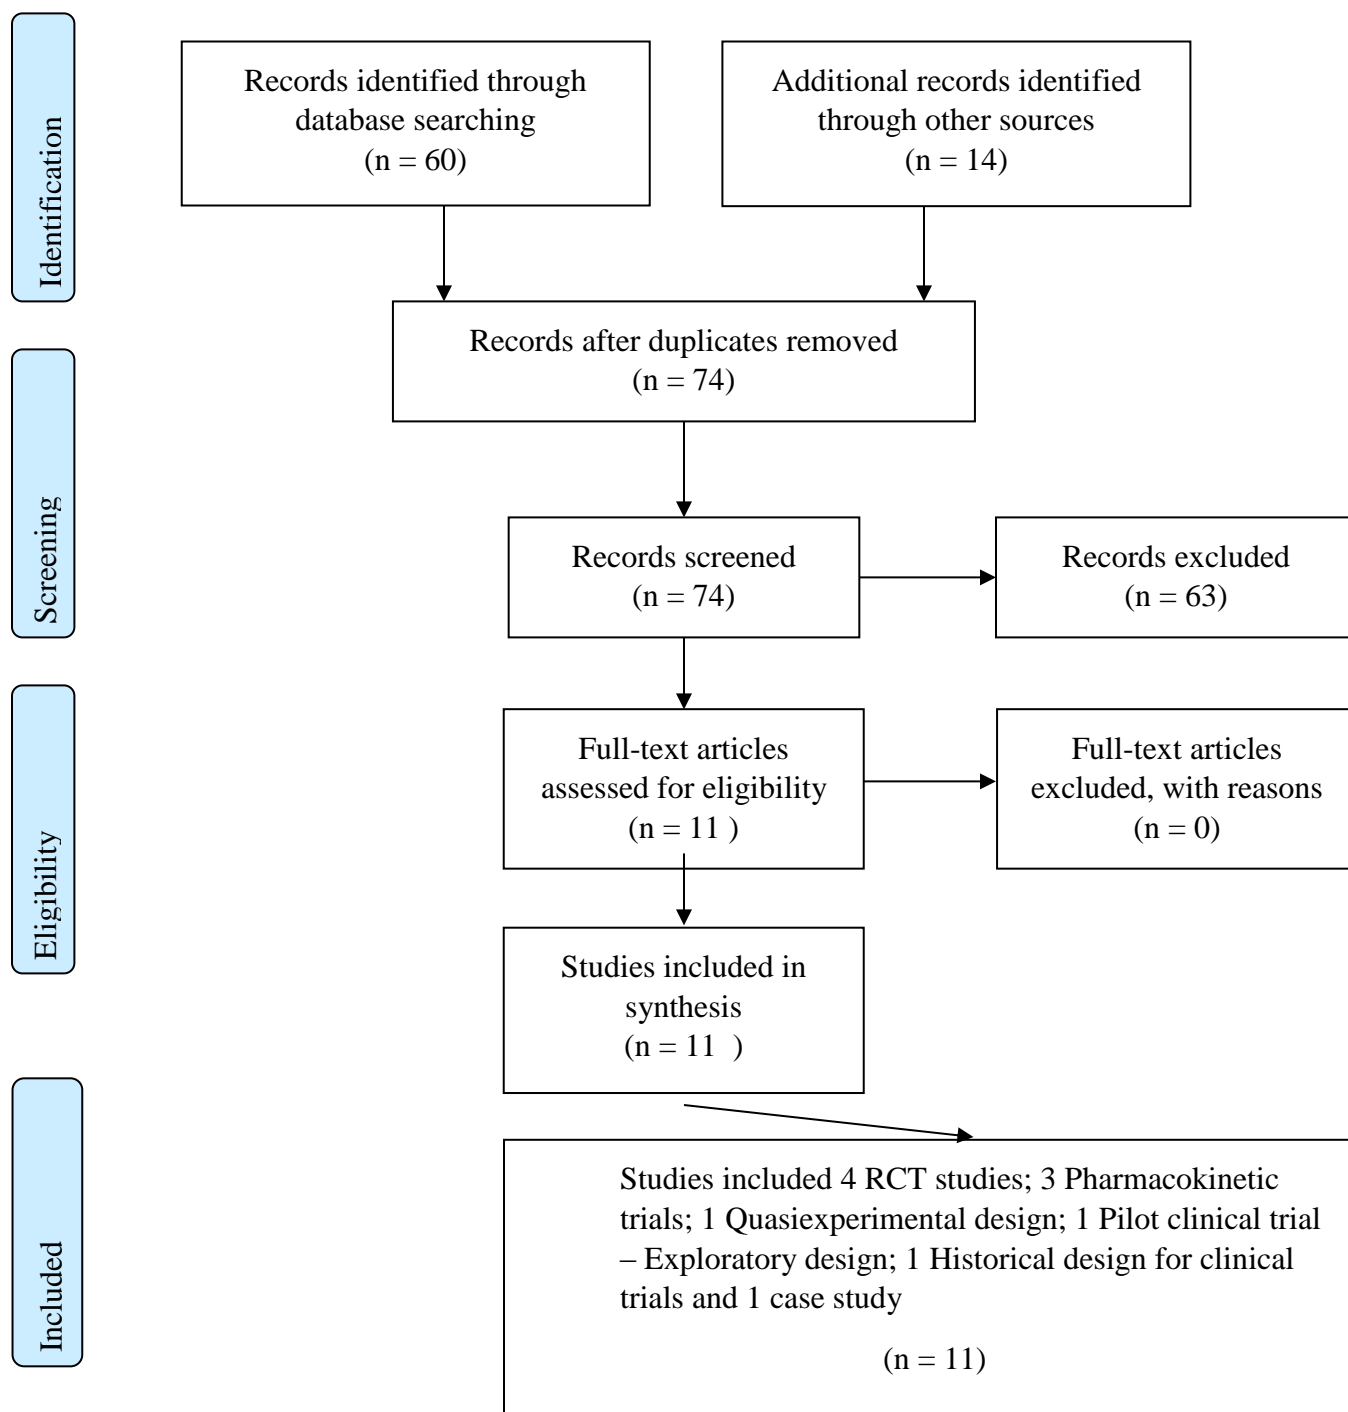 Identification
Records identified through
database searching
(n = 60)
Additional records identified
through other sources
(n = 14)
Records after duplicates removed
(n = 74)
Screening
Records screened
(n = 74)
Records excluded
(n = 63)
Eligibility
Full-text articles
assessed for eligibility
(n = 11 )
Full-text articles
excluded, with reasons
(n = 0)
Studies included in
synthesis
(n = 11 )
Included
Studies included 4 RCT studies; 3 Pharmacokinetic
trials; 1 Quasiexperimental design; 1 Pilot clinical trial
– Exploratory design; 1 Historical design for clinical
trials and 1 case study
(n = 11)